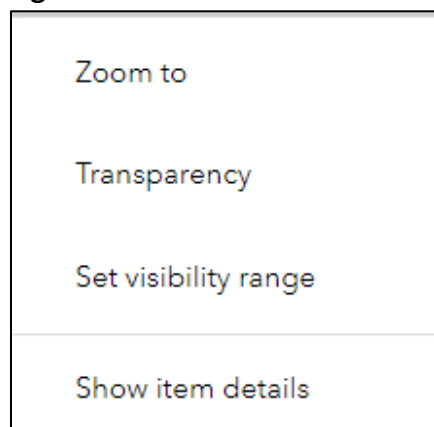 Zoom to
Transparency
Set visibility range
Show item details